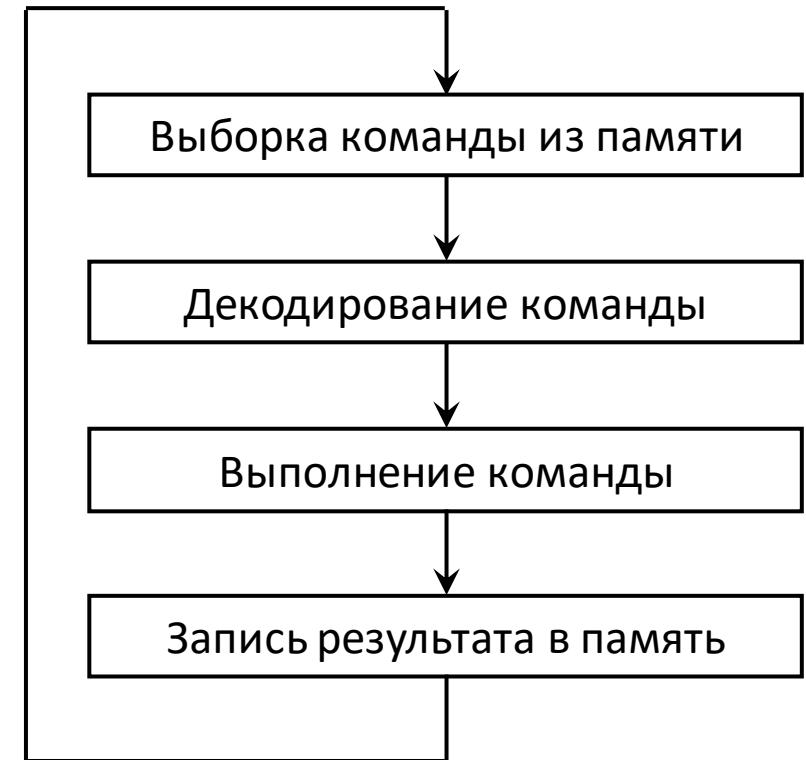 Выборка команды из памяти
Декодирование команды
Выполнение команды
Запись результата в память